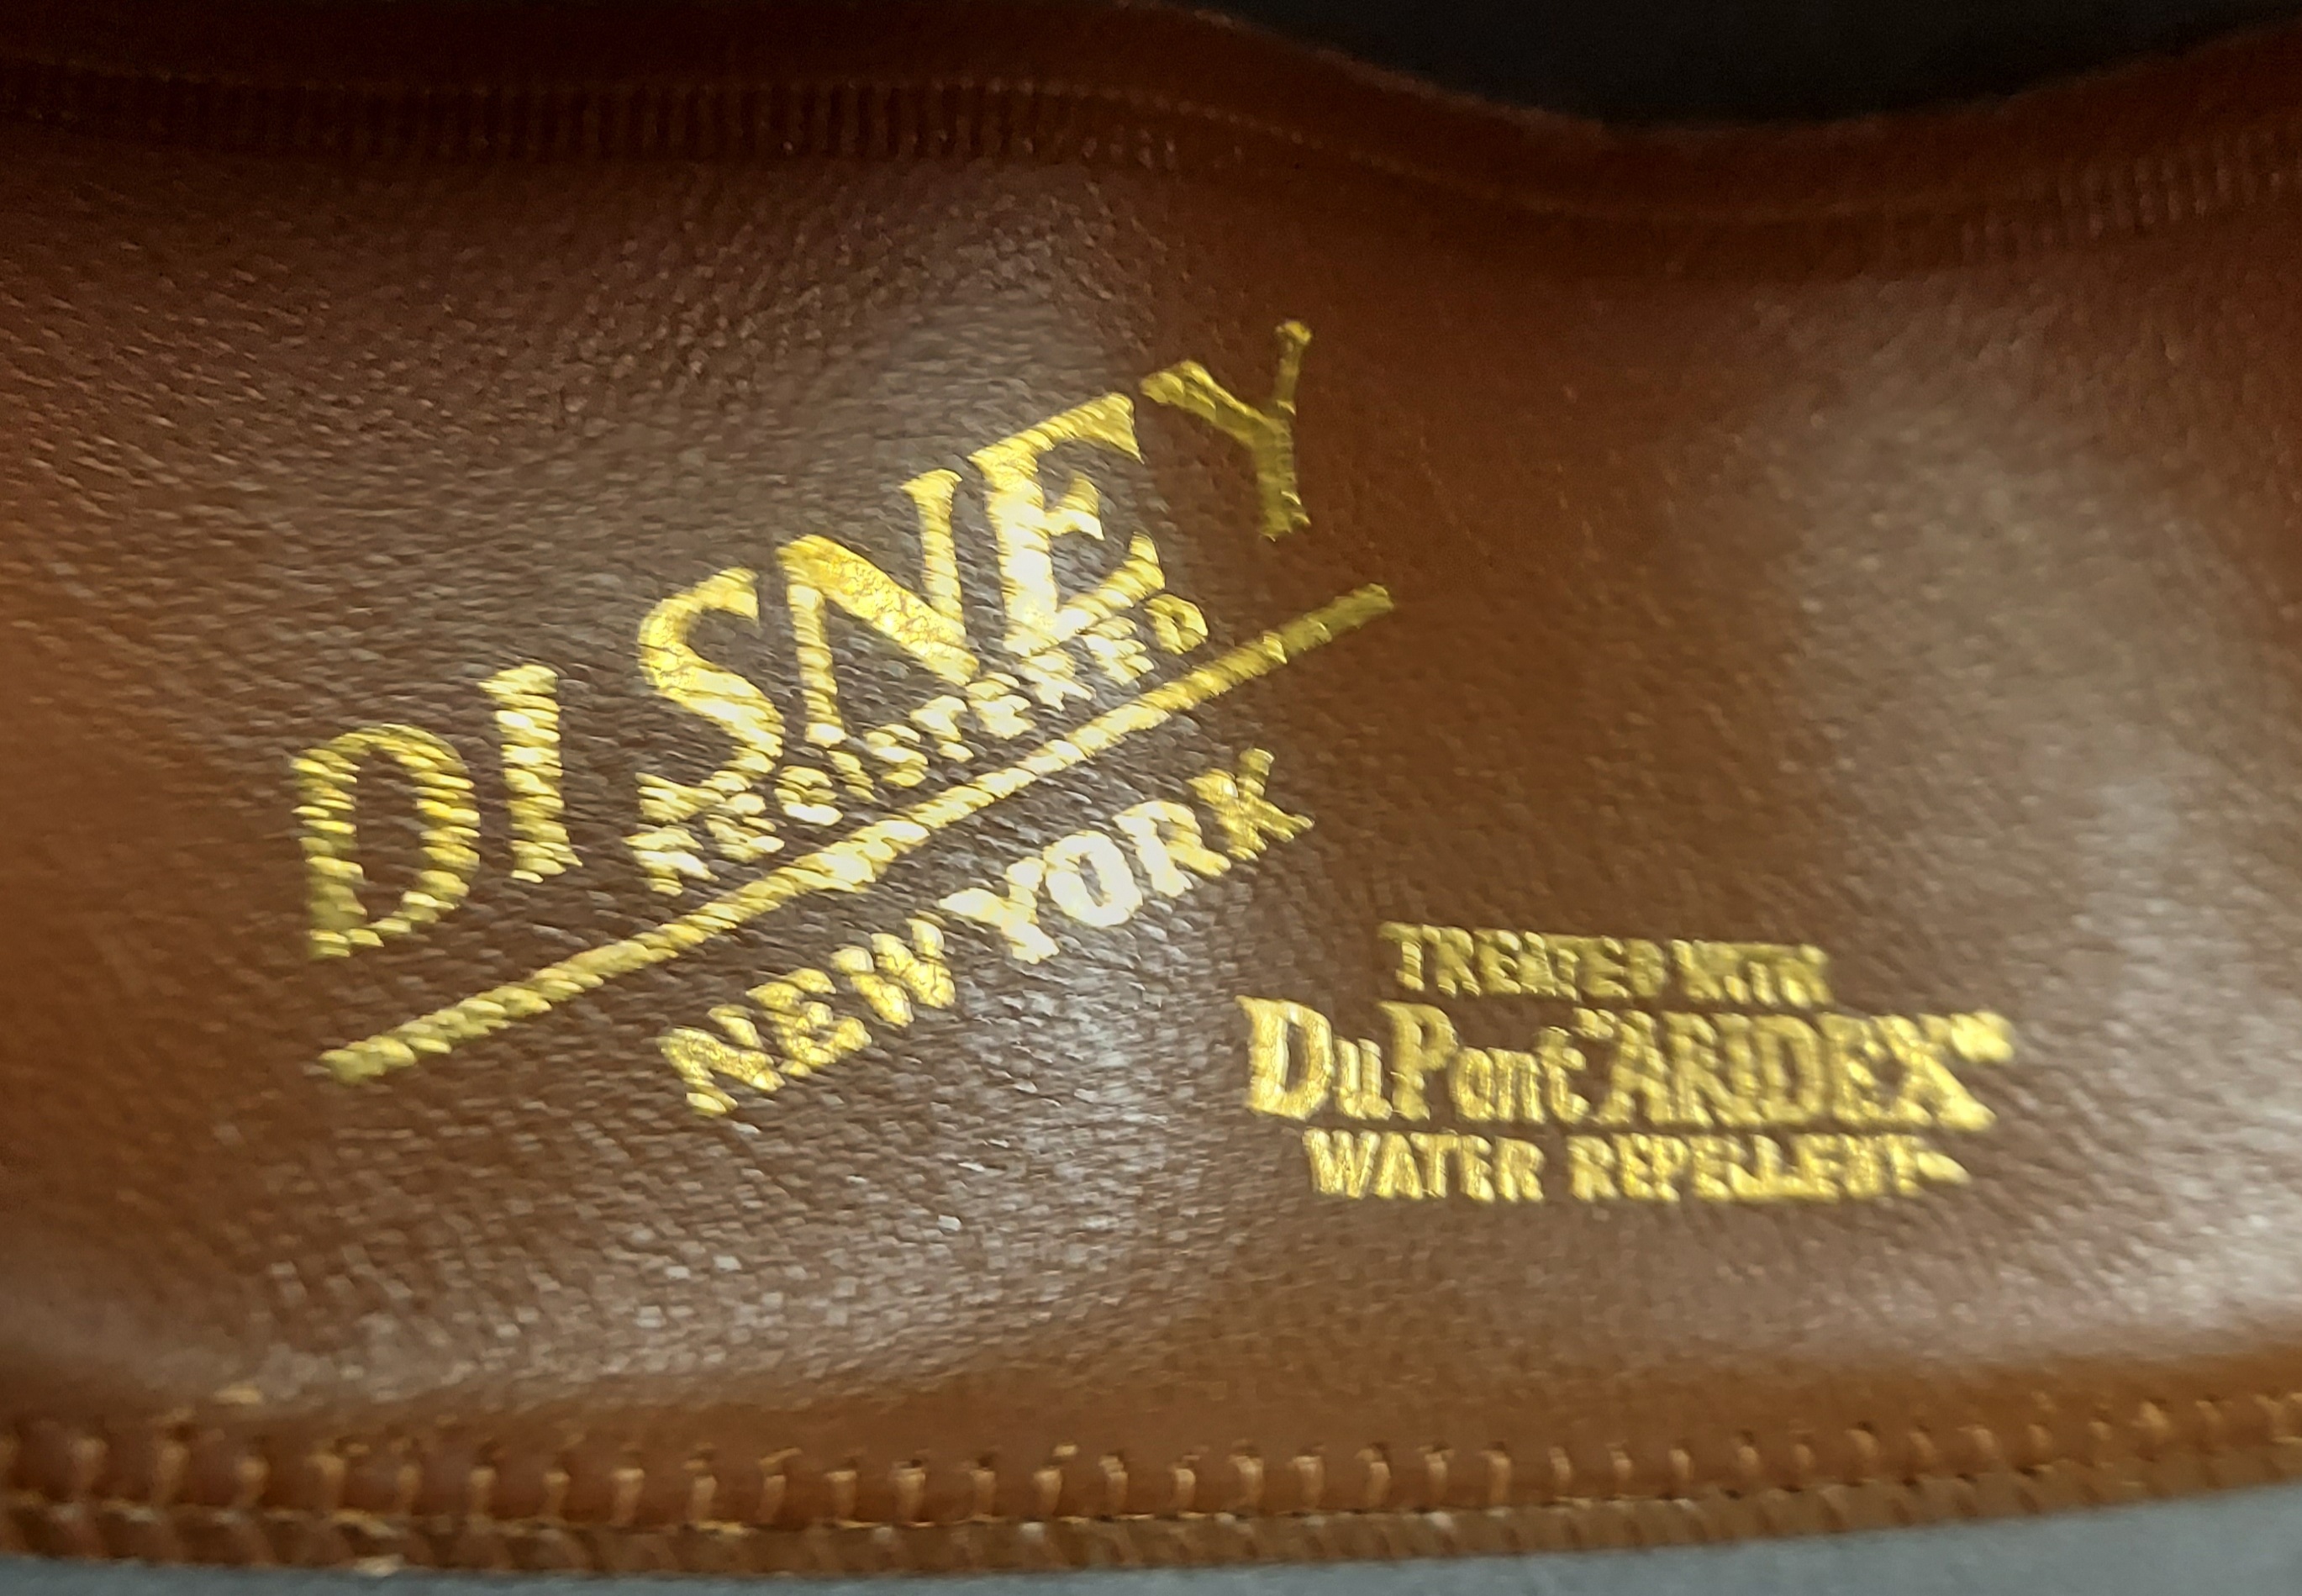 DISNEY
REGISTERED
NEW YORK
TREATED WITH
DuPont "ARIDEX"
WATER REPELLENT